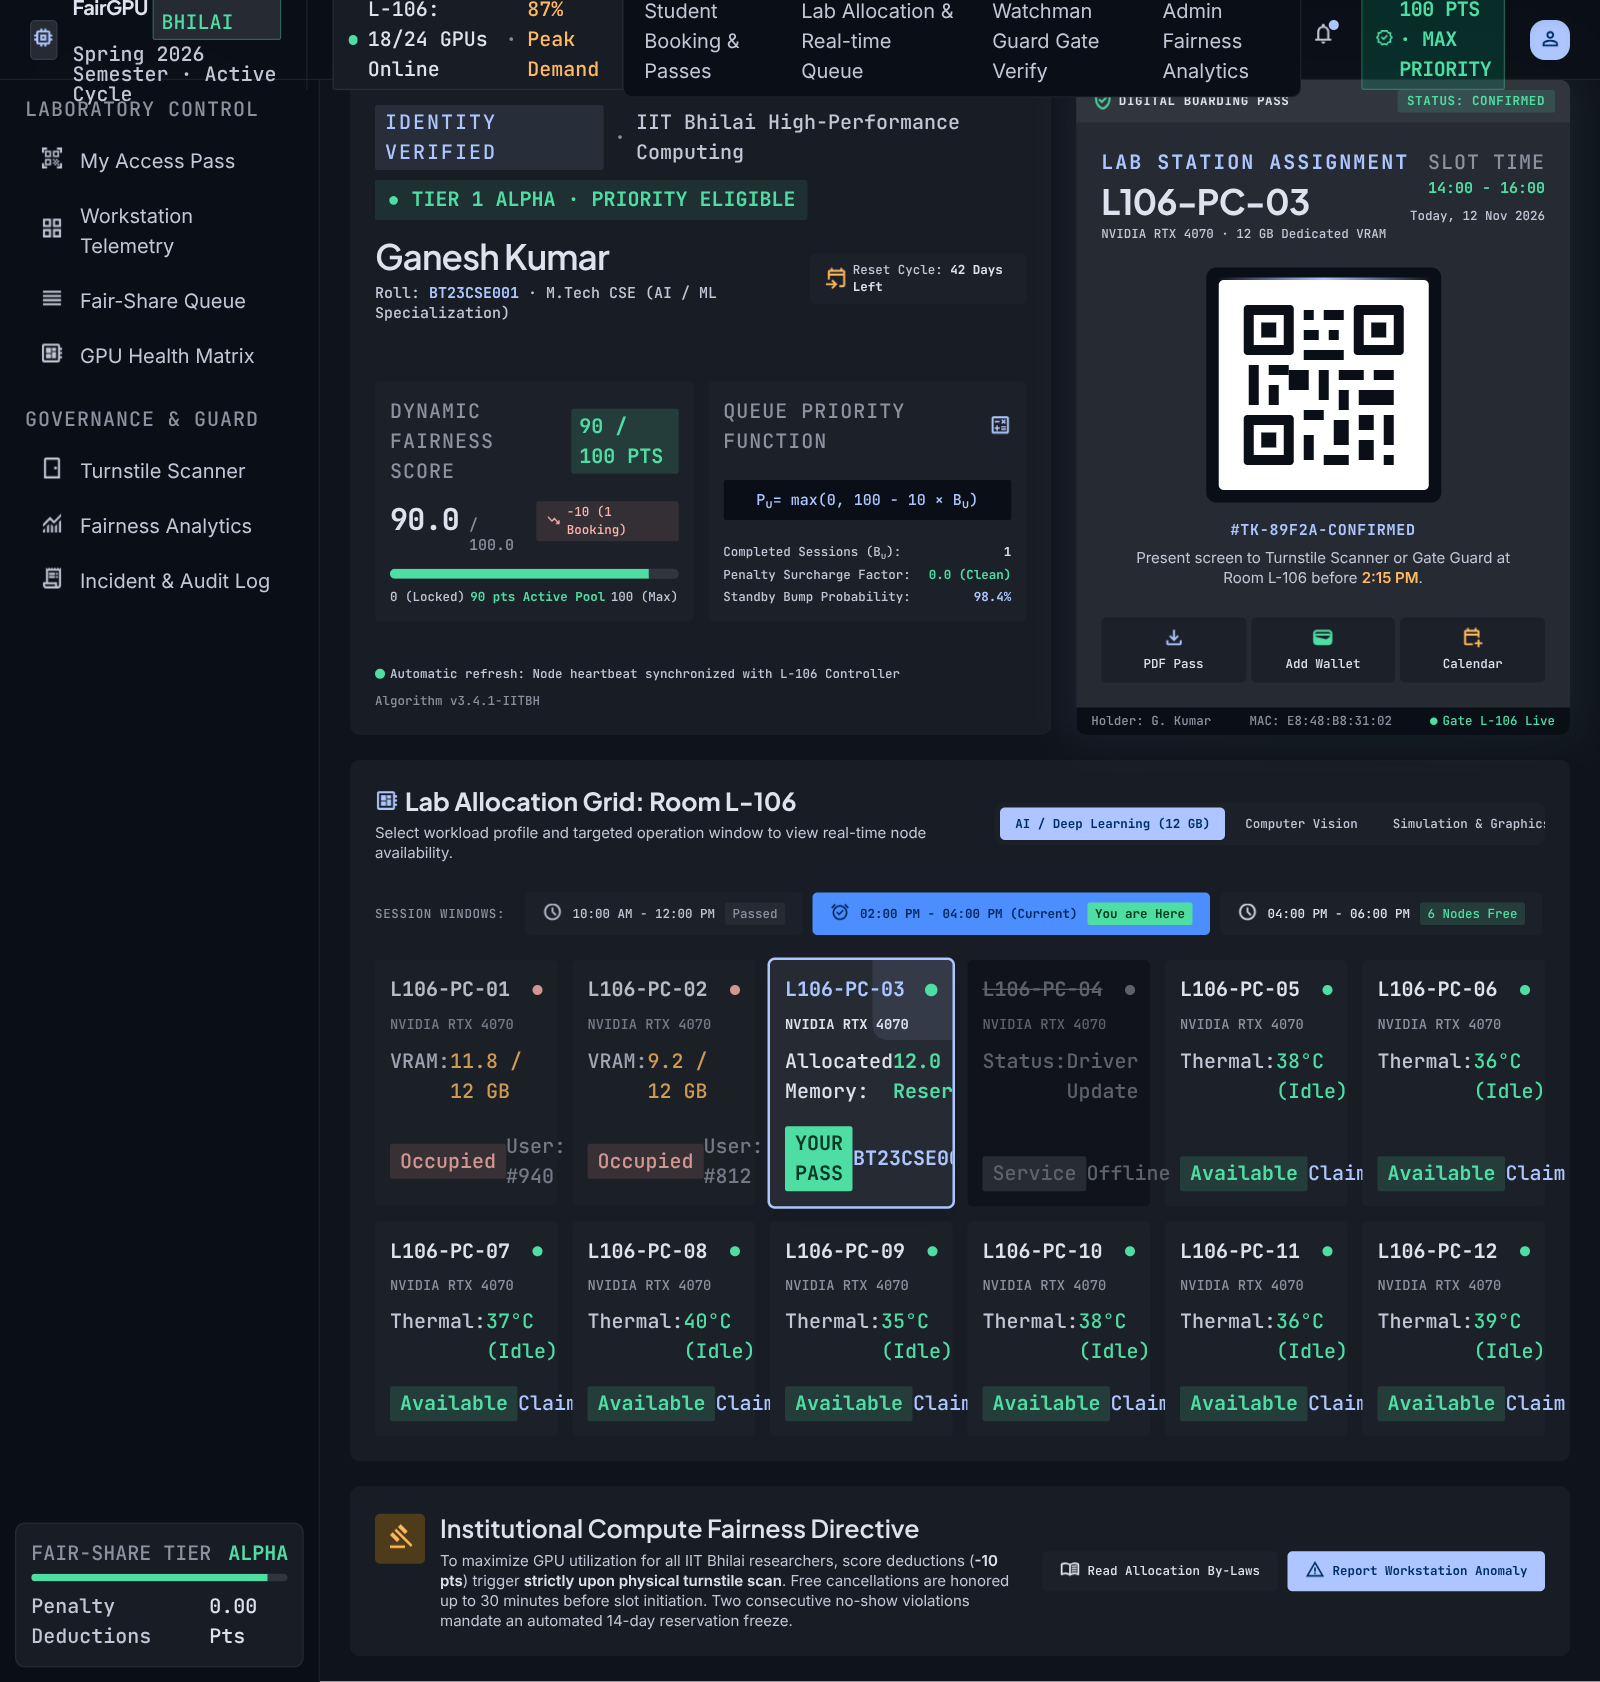 FairGPU
BHILAI
Spring 2026
Semester · Active
Cycle
L-106:
18/24 GPUs
Online
·
87%
Peak
Demand
Student
Booking &
Passes
Lab Allocation &
Real-time
Queue
Watchman
Guard Gate
Verify
Admin
Fairness
Analytics
100 PTS
· MAX
PRIORITY
LABORATORY CONTROL
My Access Pass
Workstation
Telemetry
Fair-Share Queue
GPU Health Matrix
GOVERNANCE & GUARD
Turnstile Scanner
Fairness Analytics
Incident & Audit Log
FAIR-SHARE TIER ALPHA
Penalty
Deductions
0.00
Pts
IDENTITY
VERIFIED
· IIT Bhilai High-Performance
Computing
● TIER 1 ALPHA · PRIORITY ELIGIBLE
Ganesh Kumar
Roll: BT23CSE001 · M.Tech CSE (AI / ML
Specialization)
Reset Cycle: 42 Days
Left
DYNAMIC
FAIRNESS
SCORE
90 /
100 PTS
90.0 /
100.0
-10 (1
Booking)
0 (Locked) 90 pts Active Pool 100 (Max)
QUEUE PRIORITY
FUNCTION
PU= max(0, 100 - 10 × BU)
Completed Sessions (BU): 1
Penalty Surcharge Factor: 0.0 (Clean)
Standby Bump Probability: 98.4%
Automatic refresh: Node heartbeat synchronized with L-106 Controller
Algorithm v3.4.1-IITBH
DIGITAL BOARDING PASS
STATUS: CONFIRMED
LAB STATION ASSIGNMENT
L106-PC-03
NVIDIA RTX 4070 · 12 GB Dedicated VRAM
SLOT TIME
14:00 - 16:00
Today, 12 Nov 2026
#TK-89F2A-CONFIRMED
Present screen to Turnstile Scanner or Gate Guard at
Room L-106 before 2:15 PM.
PDF Pass
Add Wallet
Calendar
Holder: G. Kumar MAC: E8:48:B8:31:02 ● Gate L-106 Live
Lab Allocation Grid: Room L-106
Select workload profile and targeted operation window to view real-time node
availability.
AI / Deep Learning (12 GB)
Computer Vision
Simulation & Graphics
SESSION WINDOWS:
10:00 AM - 12:00 PM Passed
02:00 PM - 04:00 PM (Current) You are Here
04:00 PM - 06:00 PM 6 Nodes Free
L106-PC-01
NVIDIA RTX 4070
VRAM: 11.8 /
12 GB
Occupied
User:
#940
L106-PC-02
NVIDIA RTX 4070
VRAM: 9.2 /
12 GB
Occupied
User:
#812
L106-PC-03
NVIDIA RTX 4070
Allocated
Memory:
12.0
Reser
YOUR
PASS
BT23CSE00
L106-PC-04
NVIDIA RTX 4070
Status: Driver
Update
Service
Offline
L106-PC-05
NVIDIA RTX 4070
Thermal: 38°C
(Idle)
Available
Claim
L106-PC-06
NVIDIA RTX 4070
Thermal: 36°C
(Idle)
Available
Claim
L106-PC-07
NVIDIA RTX 4070
Thermal: 37°C
(Idle)
Available
Claim
L106-PC-08
NVIDIA RTX 4070
Thermal: 40°C
(Idle)
Available
Claim
L106-PC-09
NVIDIA RTX 4070
Thermal: 35°C
(Idle)
Available
Claim
L106-PC-10
NVIDIA RTX 4070
Thermal: 38°C
(Idle)
Available
Claim
L106-PC-11
NVIDIA RTX 4070
Thermal: 36°C
(Idle)
Available
Claim
L106-PC-12
NVIDIA RTX 4070
Thermal: 39°C
(Idle)
Available
Claim
Institutional Compute Fairness Directive
To maximize GPU utilization for all IIT Bhilai researchers, score deductions (-10
pts) trigger strictly upon physical turnstile scan. Free cancellations are honored
up to 30 minutes before slot initiation. Two consecutive no-show violations
mandate an automated 14-day reservation freeze.
Read Allocation By-Laws
Report Workstation Anomaly